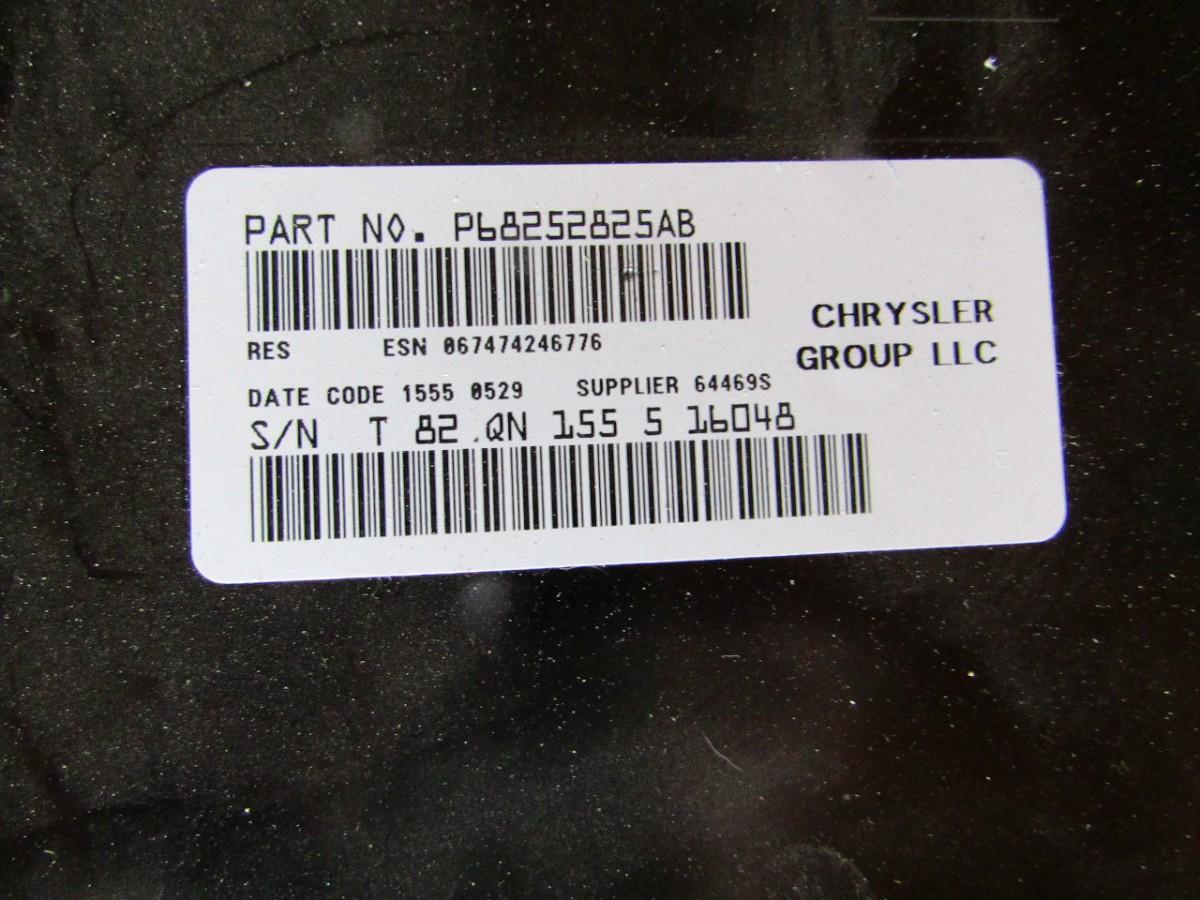 PART NO. P68252825AB
RES ESN 067474246776
CHRYSLER
GROUP LLC
DATE CODE 1555 0529 SUPPLIER 64469S
S/N T 82 QN 155 5 16048